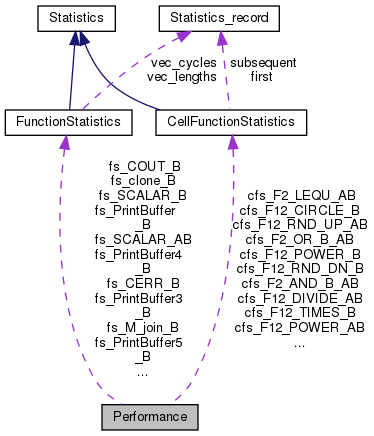 Statistics
Statistics_record
vec_cycles
vec_lengths
subsequent
first
FunctionStatistics
CellFunctionStatistics
fs_COUT_B
fs_clone_B
fs_SCALAR_B
fs_PrintBuffer
_B
fs_SCALAR_AB
fs_PrintBuffer4
_B
fs_CERR_B
fs_PrintBuffer3
_B
fs_M_join_B
fs_PrintBuffer5
_B
...
cfs_F2_LEQU_AB
cfs_F12_CIRCLE_B
cfs_F12_RND_UP_AB
cfs_F2_OR_B_AB
cfs_F12_POWER_B
cfs_F12_RND_DN_B
cfs_F2_AND_B_AB
cfs_F12_DIVIDE_AB
cfs_F12_TIMES_B
cfs_F12_POWER_AB
...
Performance